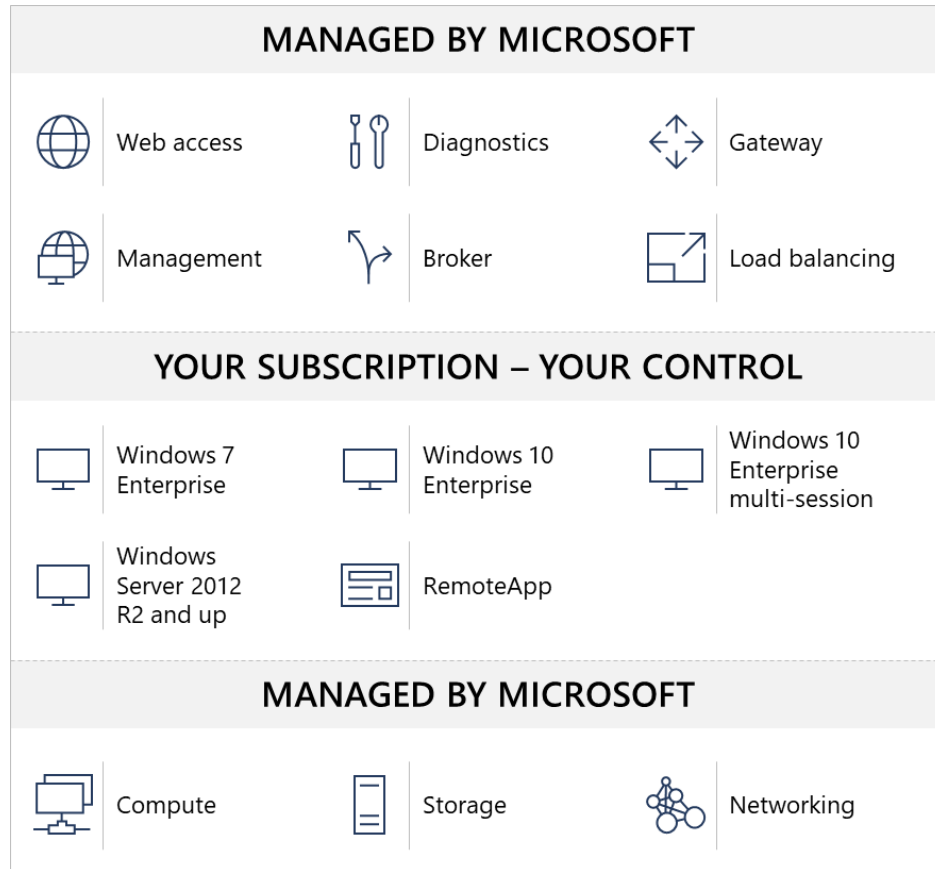 MANAGED BY MICROSOFT
Web access
Diagnostics
Gateway
Management
Broker
Load balancing
YOUR SUBSCRIPTION – YOUR CONTROL
Windows 7
Enterprise
Windows 10
Enterprise
Windows 10
Enterprise
multi-session
Windows
Server 2012
R2 and up
RemoteApp
MANAGED BY MICROSOFT
Compute
Storage
Networking